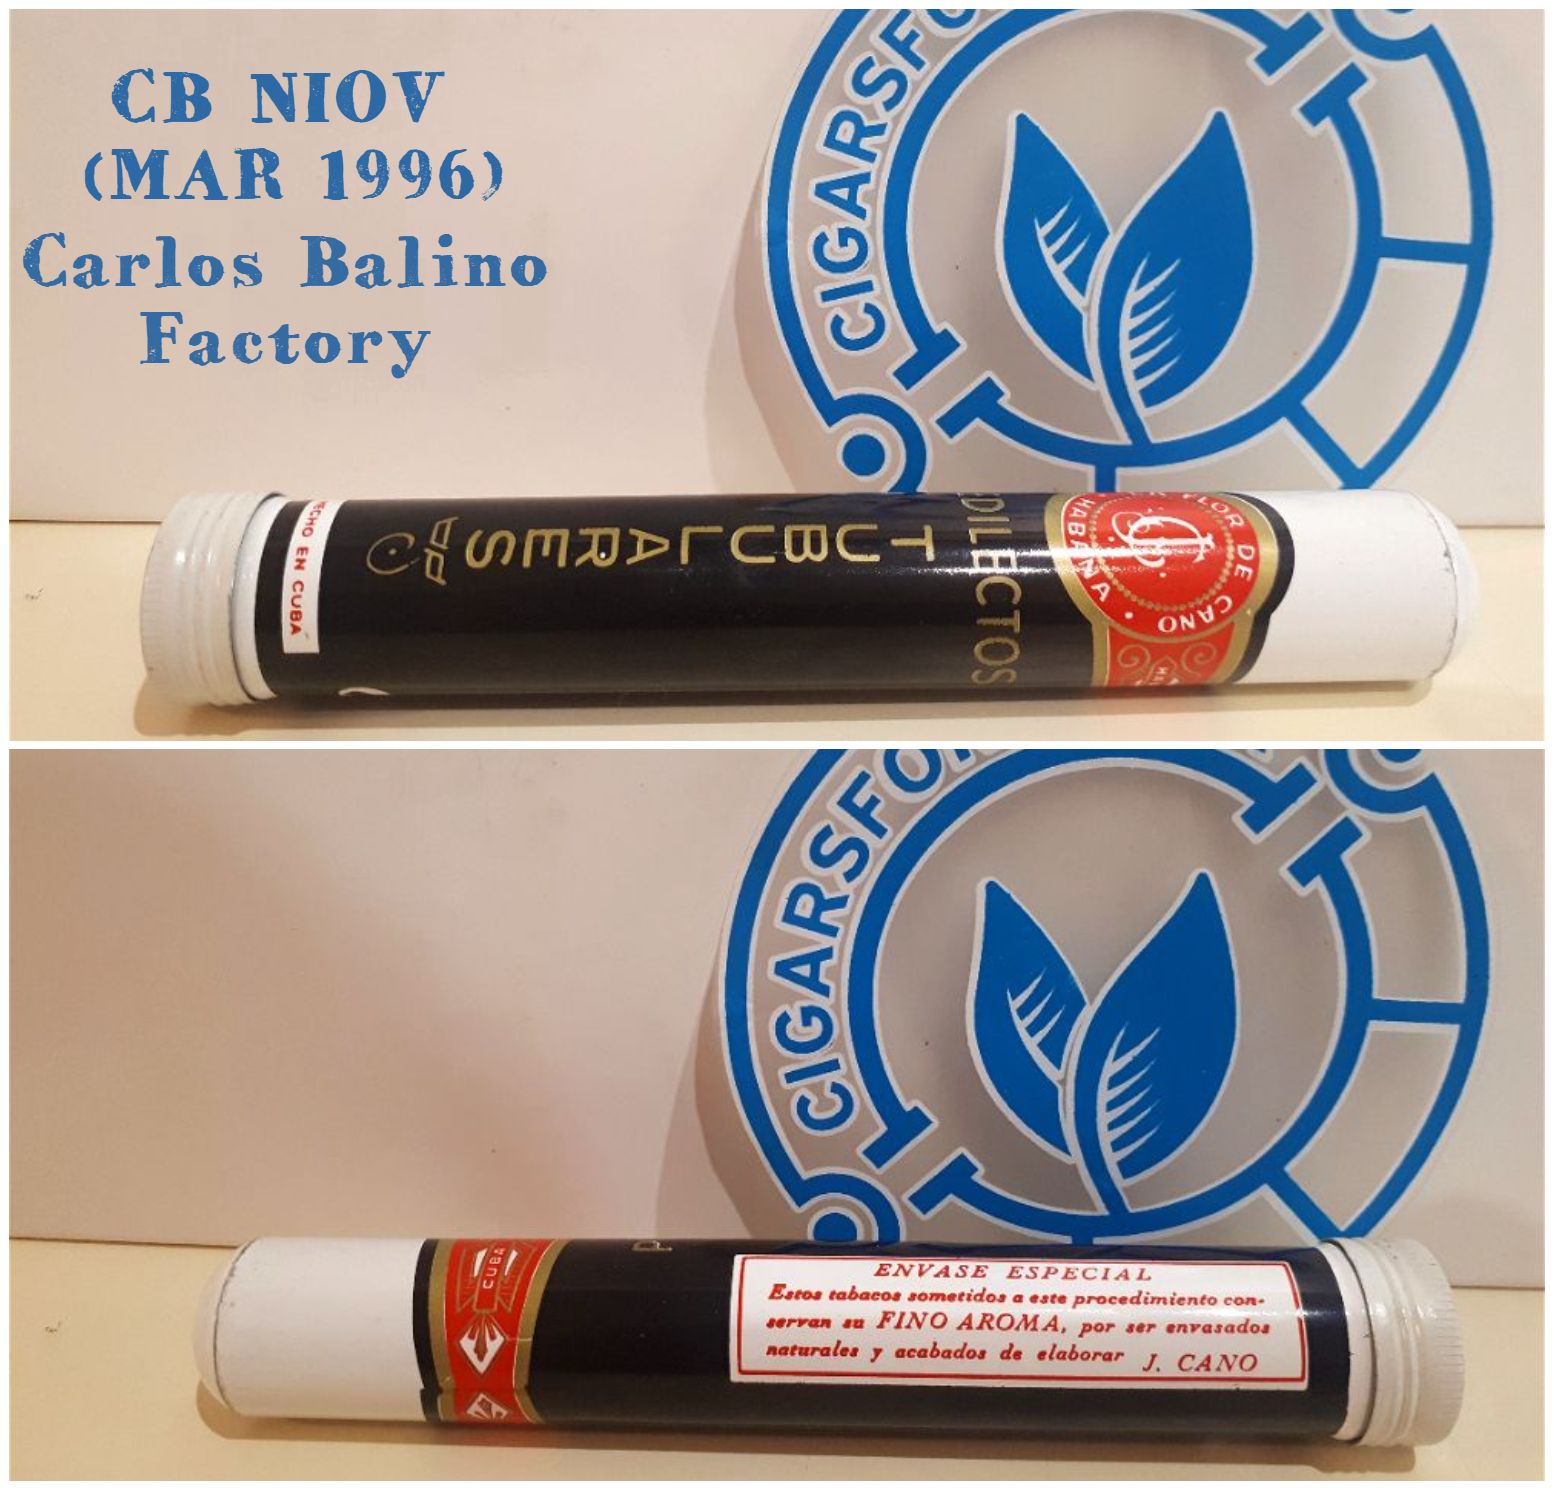 CB NIOV
(MAR 1996)
Carlos Balino
Factory
CIGARSFO
HECHO EN CUBA
TUBULARES
DILECTOS
FLOR DE CANO
HABANA
CIGARSFO
CUBA
P
ENVASE ESPECIAL
Estos tabacos sometidos a este procedimiento con-
servan su FINO AROMA, por ser envasados
naturales y acabados de elaborar J. CANO